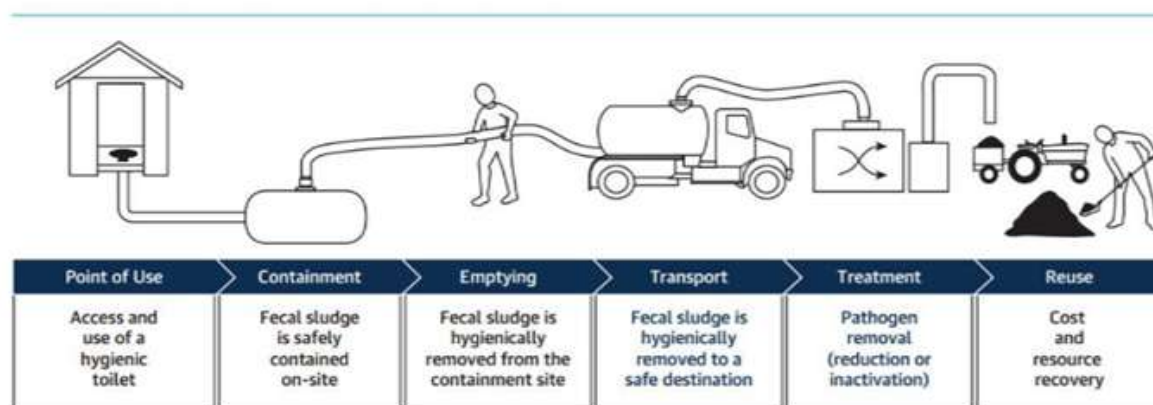 Point of Use
Containment
Emptying
Transport
Treatment
Reuse
Access and
use of a
hygienic
toilet
Fecal sludge
is safely
contained
on-site
Fecal sludge is
hygienically
removed from the
containment site
Fecal sludge is
hygienically
removed to a
safe destination
Pathogen
removal
(reduction or
inactivation)
Cost
and
resource
recovery